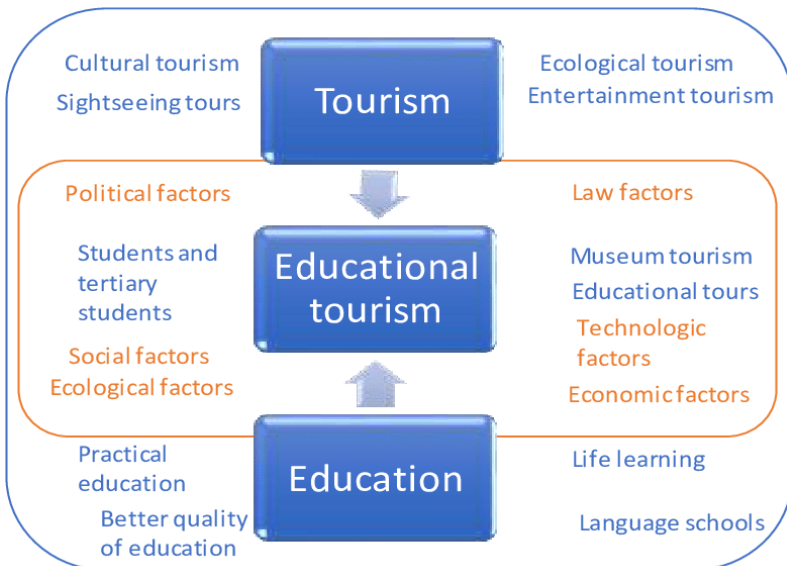 Cultural tourism
Sightseeing tours
Tourism
Ecological tourism
Entertainment tourism
Political factors
Law factors
Students and
tertiary
students
Social factors
Ecological factors
Educational
tourism
Museum tourism
Educational tours
Technologic
factors
Economic factors
Practical
education
Better quality
of education
Education
Life learning
Language schools